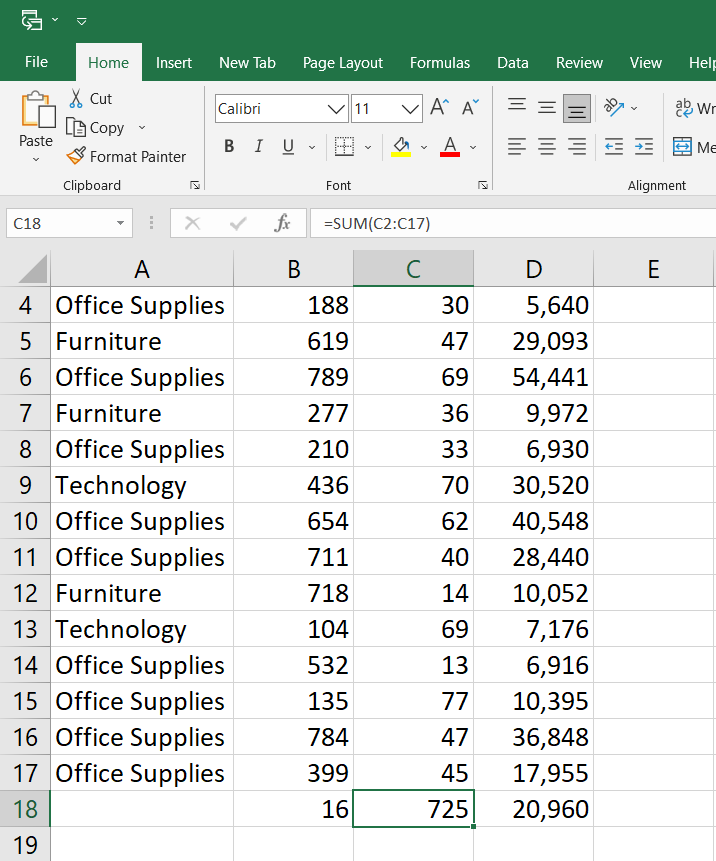 File Home Insert New Tab Page Layout Formulas Data Review View Help
Paste
Cut
Copy
Format Painter
Clipboard
Calibri 11 A A
B I U A
Font
ab Wr
Me
Alignment
C18 fx =SUM(C2:C17)
A B C D E
4 Office Supplies 188 30 5,640
5 Furniture 619 47 29,093
6 Office Supplies 789 69 54,441
7 Furniture 277 36 9,972
8 Office Supplies 210 33 6,930
9 Technology 436 70 30,520
10 Office Supplies 654 62 40,548
11 Office Supplies 711 40 28,440
12 Furniture 718 14 10,052
13 Technology 104 69 7,176
14 Office Supplies 532 13 6,916
15 Office Supplies 135 77 10,395
16 Office Supplies 784 47 36,848
17 Office Supplies 399 45 17,955
18 16 725 20,960
19